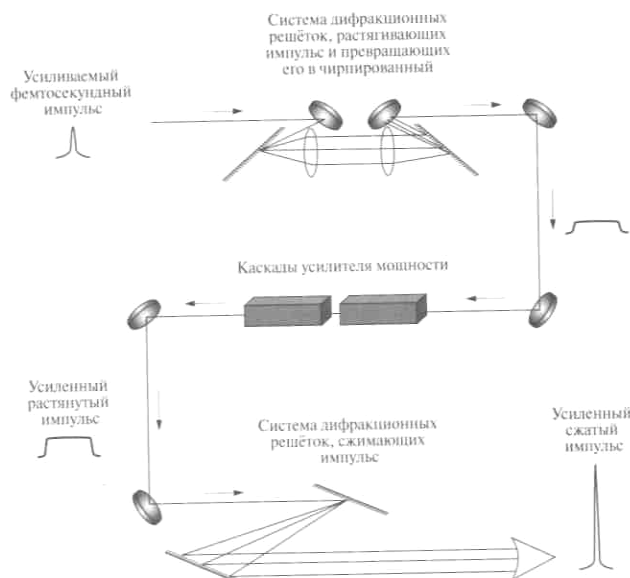 Система дифракционных
решёток, растягивающих
импульс и превращающих
его в чирпированный
Усиливаемый
фемтосекундный
импульс
Каскады усилителя мощности
Усиленный
растянутый
импульс
Система дифракционных
решёток, сжимающих
импульс
Усиленный
сжатый
импульс